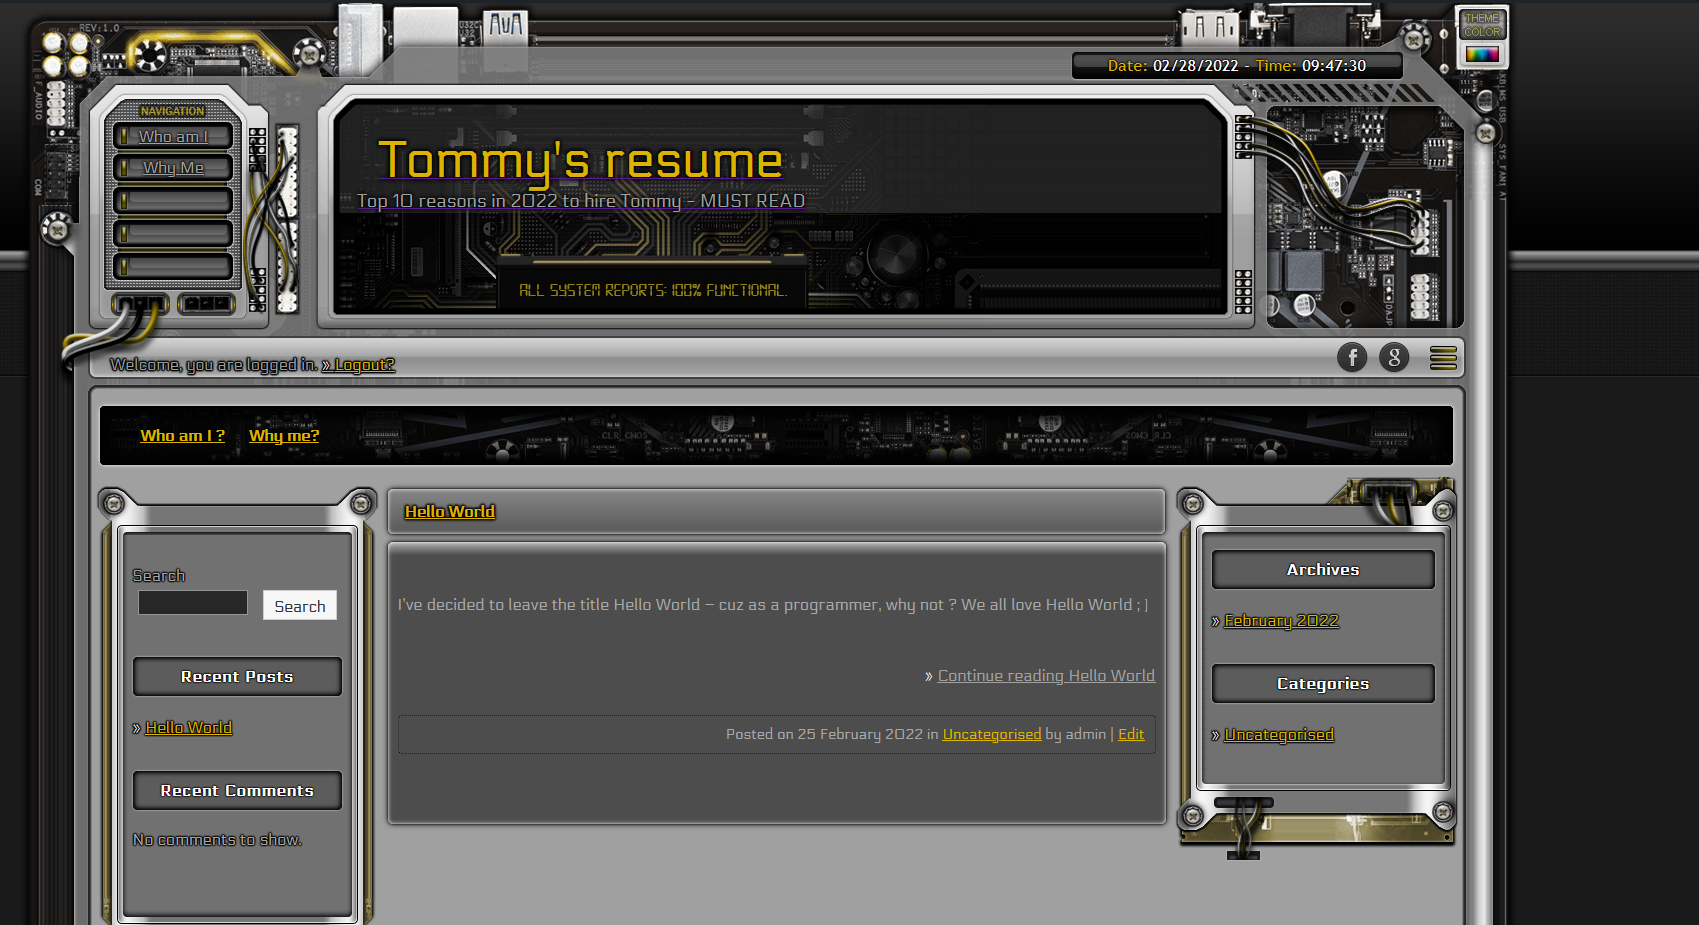 REV:1.0
THEME
COLOR
Date: 02/28/2022 - Time: 09:47:30
F_AUDIO
COM
NAVIGATION
Who am I
Why Me
Tommy's resume
Top 10 reasons in 2022 to hire Tommy - MUST READ
ALL SYSTEM REPORTS: 100% FUNCTIONAL.
Welcome, you are logged in. » Logout?
Who am I ? Why me?
CLR_CMOS
Hello World
Search
Search
I've decided to leave the title Hello World – cuz as a programmer, why not ? We all love Hello World ; )
» Continue reading Hello World
Posted on 25 February 2022 in Uncategorised by admin | Edit
Recent Posts
» Hello World
Recent Comments
No comments to show.
Archives
» February 2022
Categories
» Uncategorised